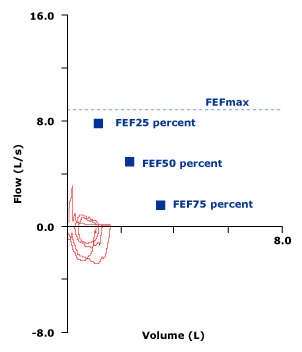 16.0
FEFmax
8.0
FEF25 percent
FEF50 percent
Flow (L/s)
FEF75 percent
0.0
8.0
-8.0
Volume (L)